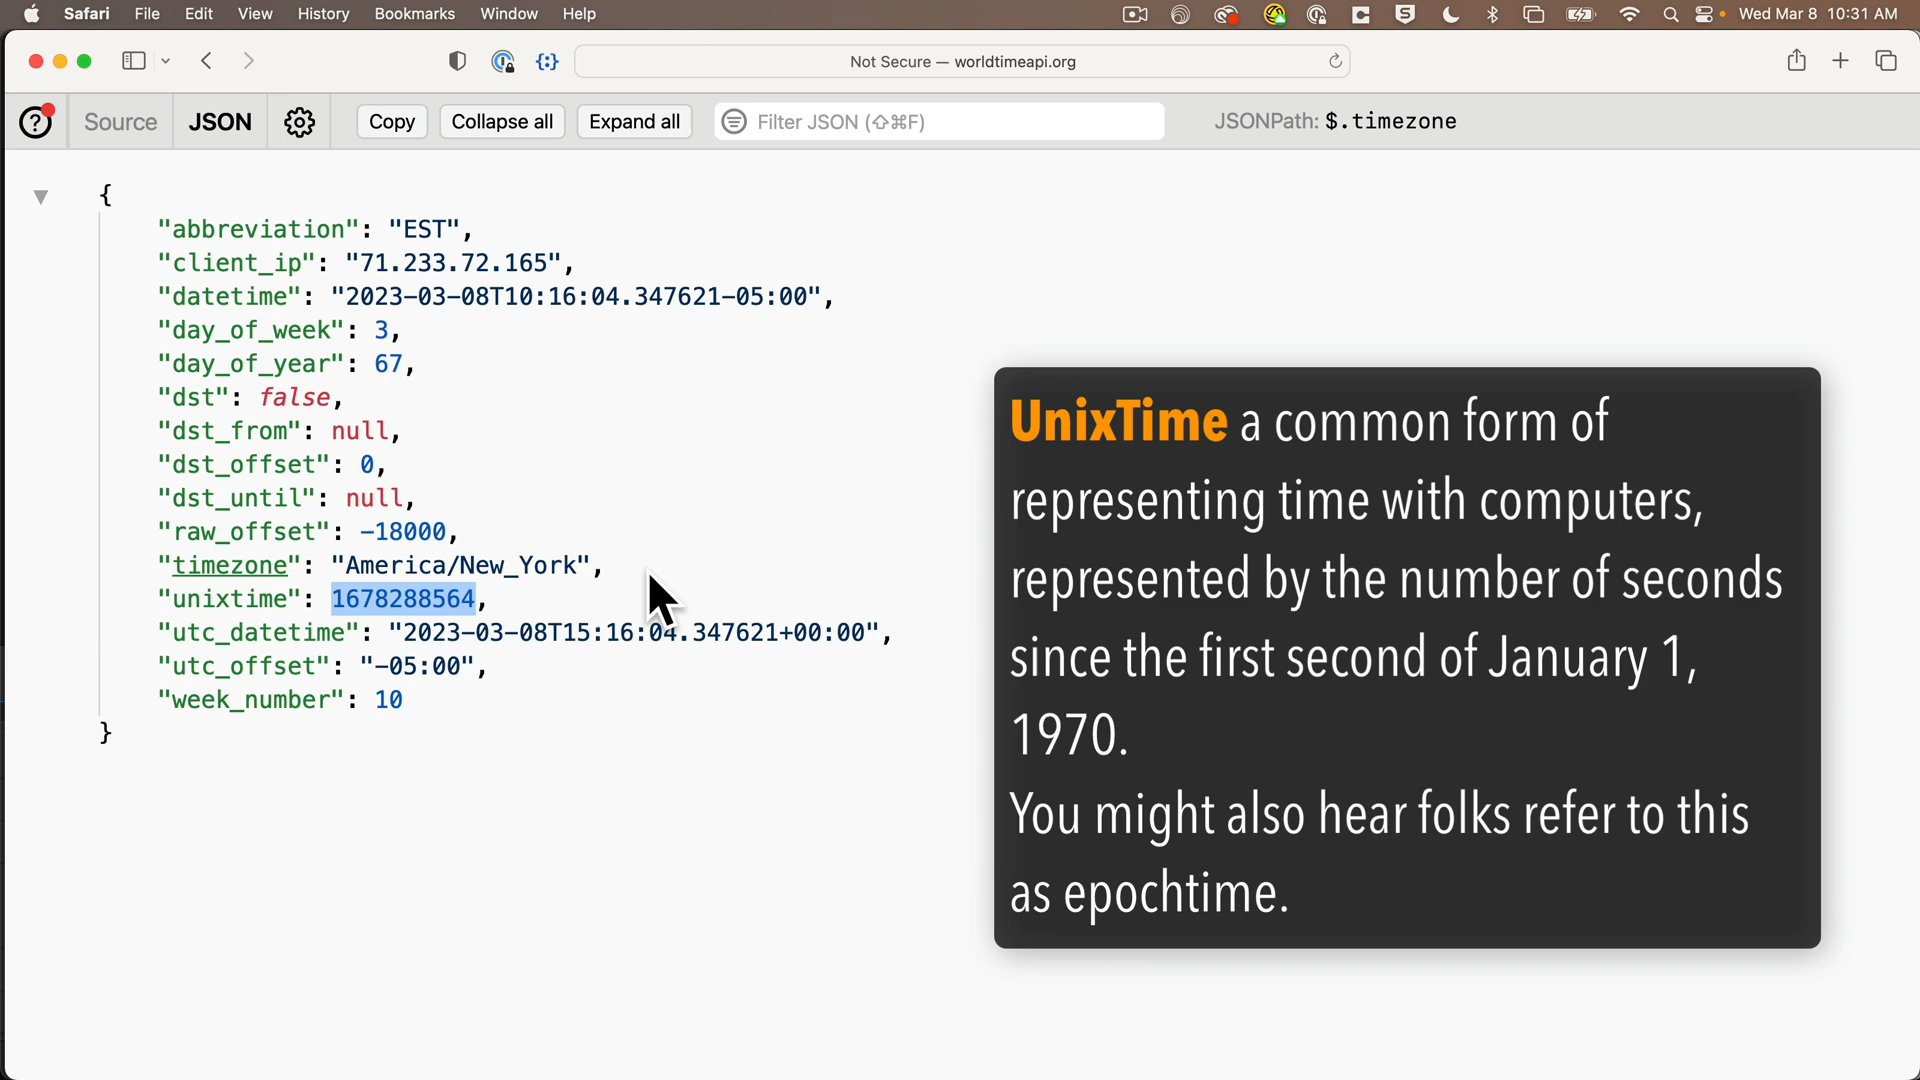 Safari File Edit View History Bookmarks Window Help Wed Mar 8 10:31 AM
Not Secure — worldtimeapi.org
Source JSON Copy Collapse all Expand all Filter JSON (⇧⌘F) JSONPath: $.timezone
{
"abbreviation": "EST",
"client_ip": "71.233.72.165",
"datetime": "2023-03-08T10:16:04.347621-05:00",
"day_of_week": 3,
"day_of_year": 67,
"dst": false,
"dst_from": null,
"dst_offset": 0,
"dst_until": null,
"raw_offset": -18000,
"timezone": "America/New_York",
"unixtime": 1678288564,
"utc_datetime": "2023-03-08T15:16:04.347621+00:00",
"utc_offset": "-05:00",
"week_number": 10
}
UnixTime a common form of
representing time with computers,
represented by the number of seconds
since the first second of January 1,
1970.
You might also hear folks refer to this
as epochtime.